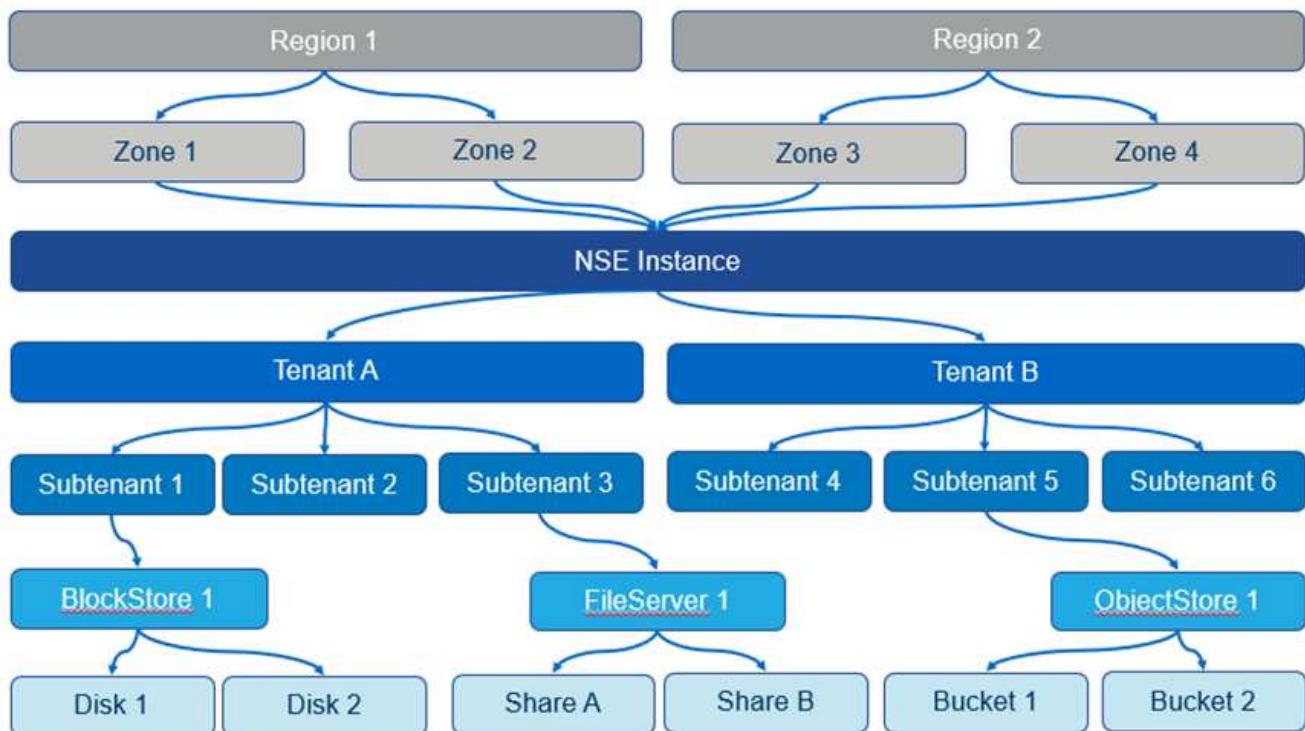 Region 1
Region 2
Zone 1
Zone 2
Zone 3
Zone 4
NSE Instance
Tenant A
Tenant B
Subtenant 1
Subtenant 2
Subtenant 3
Subtenant 4
Subtenant 5
Subtenant 6
BlockStore 1
FileServer 1
ObjectStore 1
Disk 1
Disk 2
Share A
Share B
Bucket 1
Bucket 2